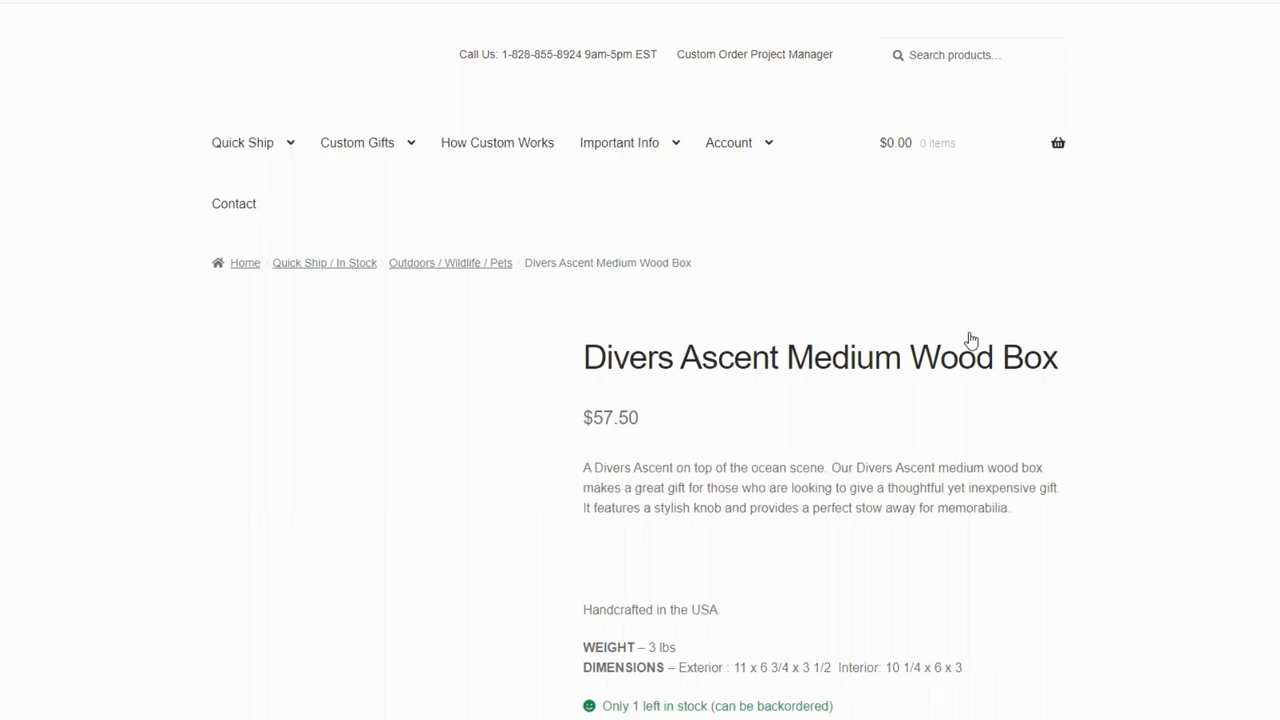 Call Us: 1-828-855-8924 9am-5pm EST Custom Order Project Manager Search products…
Quick Ship Custom Gifts How Custom Works Important Info Account $0.00 0 items
Contact
Home Quick Ship / In Stock Outdoors / Wildlife / Pets Divers Ascent Medium Wood Box
Divers Ascent Medium Wood Box
$57.50
A Divers Ascent on top of the ocean scene. Our Divers Ascent medium wood box
makes a great gift for those who are looking to give a thoughtful yet inexpensive gift.
It features a stylish knob and provides a perfect stow away for memorabilia.
Handcrafted in the USA.
WEIGHT – 3 lbs
DIMENSIONS – Exterior : 11 x 6 3/4 x 3 1/2 Interior: 10 1/4 x 6 x 3
Only 1 left in stock (can be backordered)